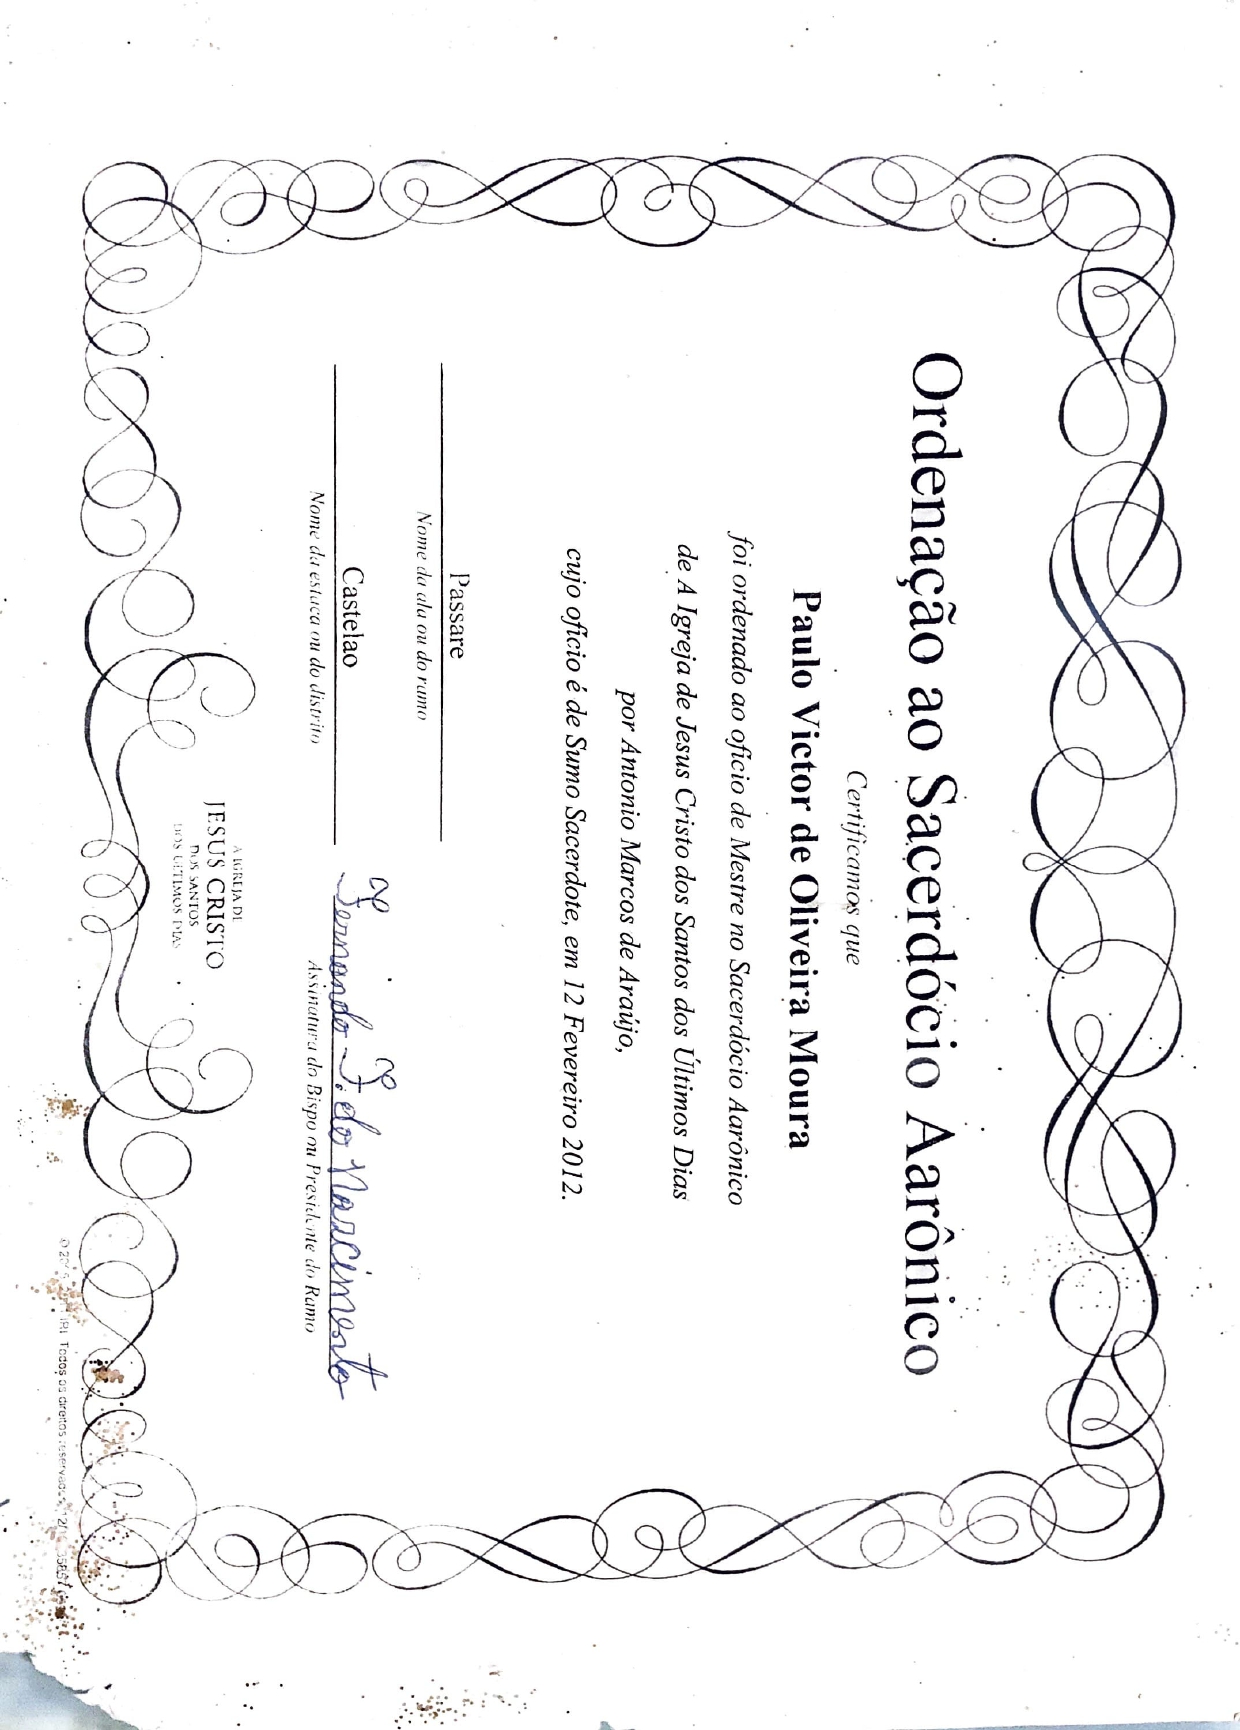 Ordenação ao Sacerdócio Aarônico
Certificamos que
Paulo Victor de Oliveira Moura
foi ordenado ao ofício de Mestre no Sacerdócio Aarônico
de A Igreja de Jesus Cristo dos Santos dos Últimos Dias
por Antonio Marcos de Araújo,
cujo ofício é de Sumo Sacerdote, em 12 Fevereiro 2012.
Passare
Nome da ala ou do ramo
Castelao
Nome da estaca ou do distrito
Fernando F. do Nascimento
Assinatura do Bispo ou Presidente do Ramo
A IGREJA DE
JESUS CRISTO
DOS SANTOS
DOS ÚLTIMOS DIAS
Todos os direitos reservados.